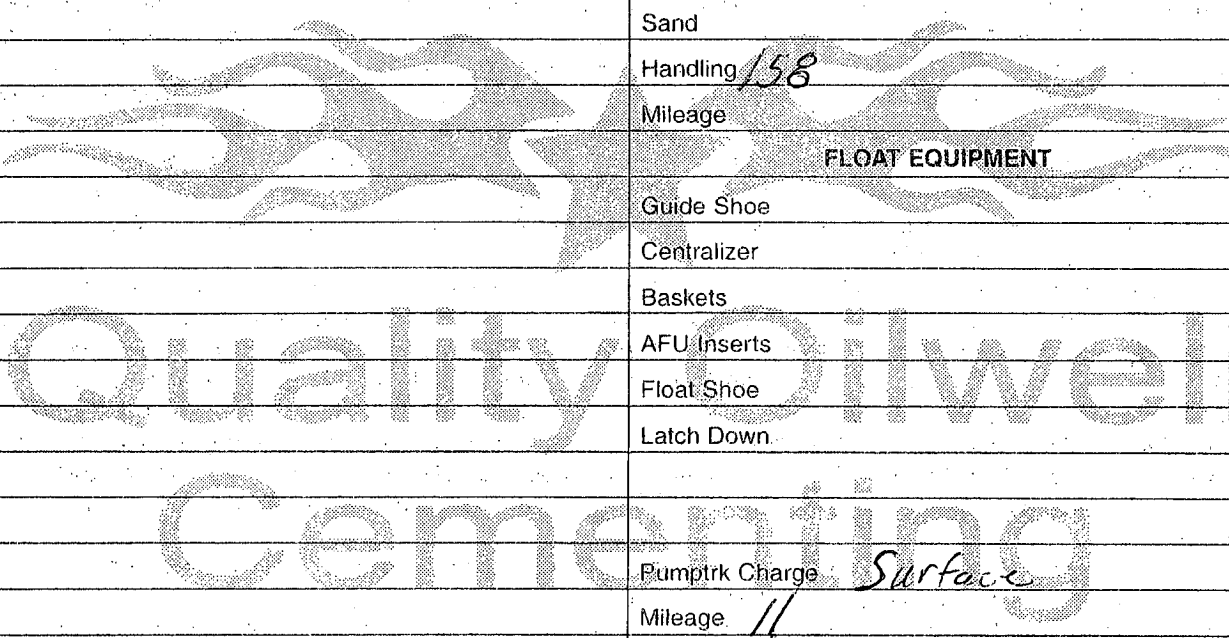 Sand
Handling 158
Mileage
FLOAT EQUIPMENT
Guide Shoe
Centralizer
Baskets
Quality Oilwel
AFU Inserts
Float Shoe
Latch Down
Cementing
Pumptrk Charge Surface
Mileage 11